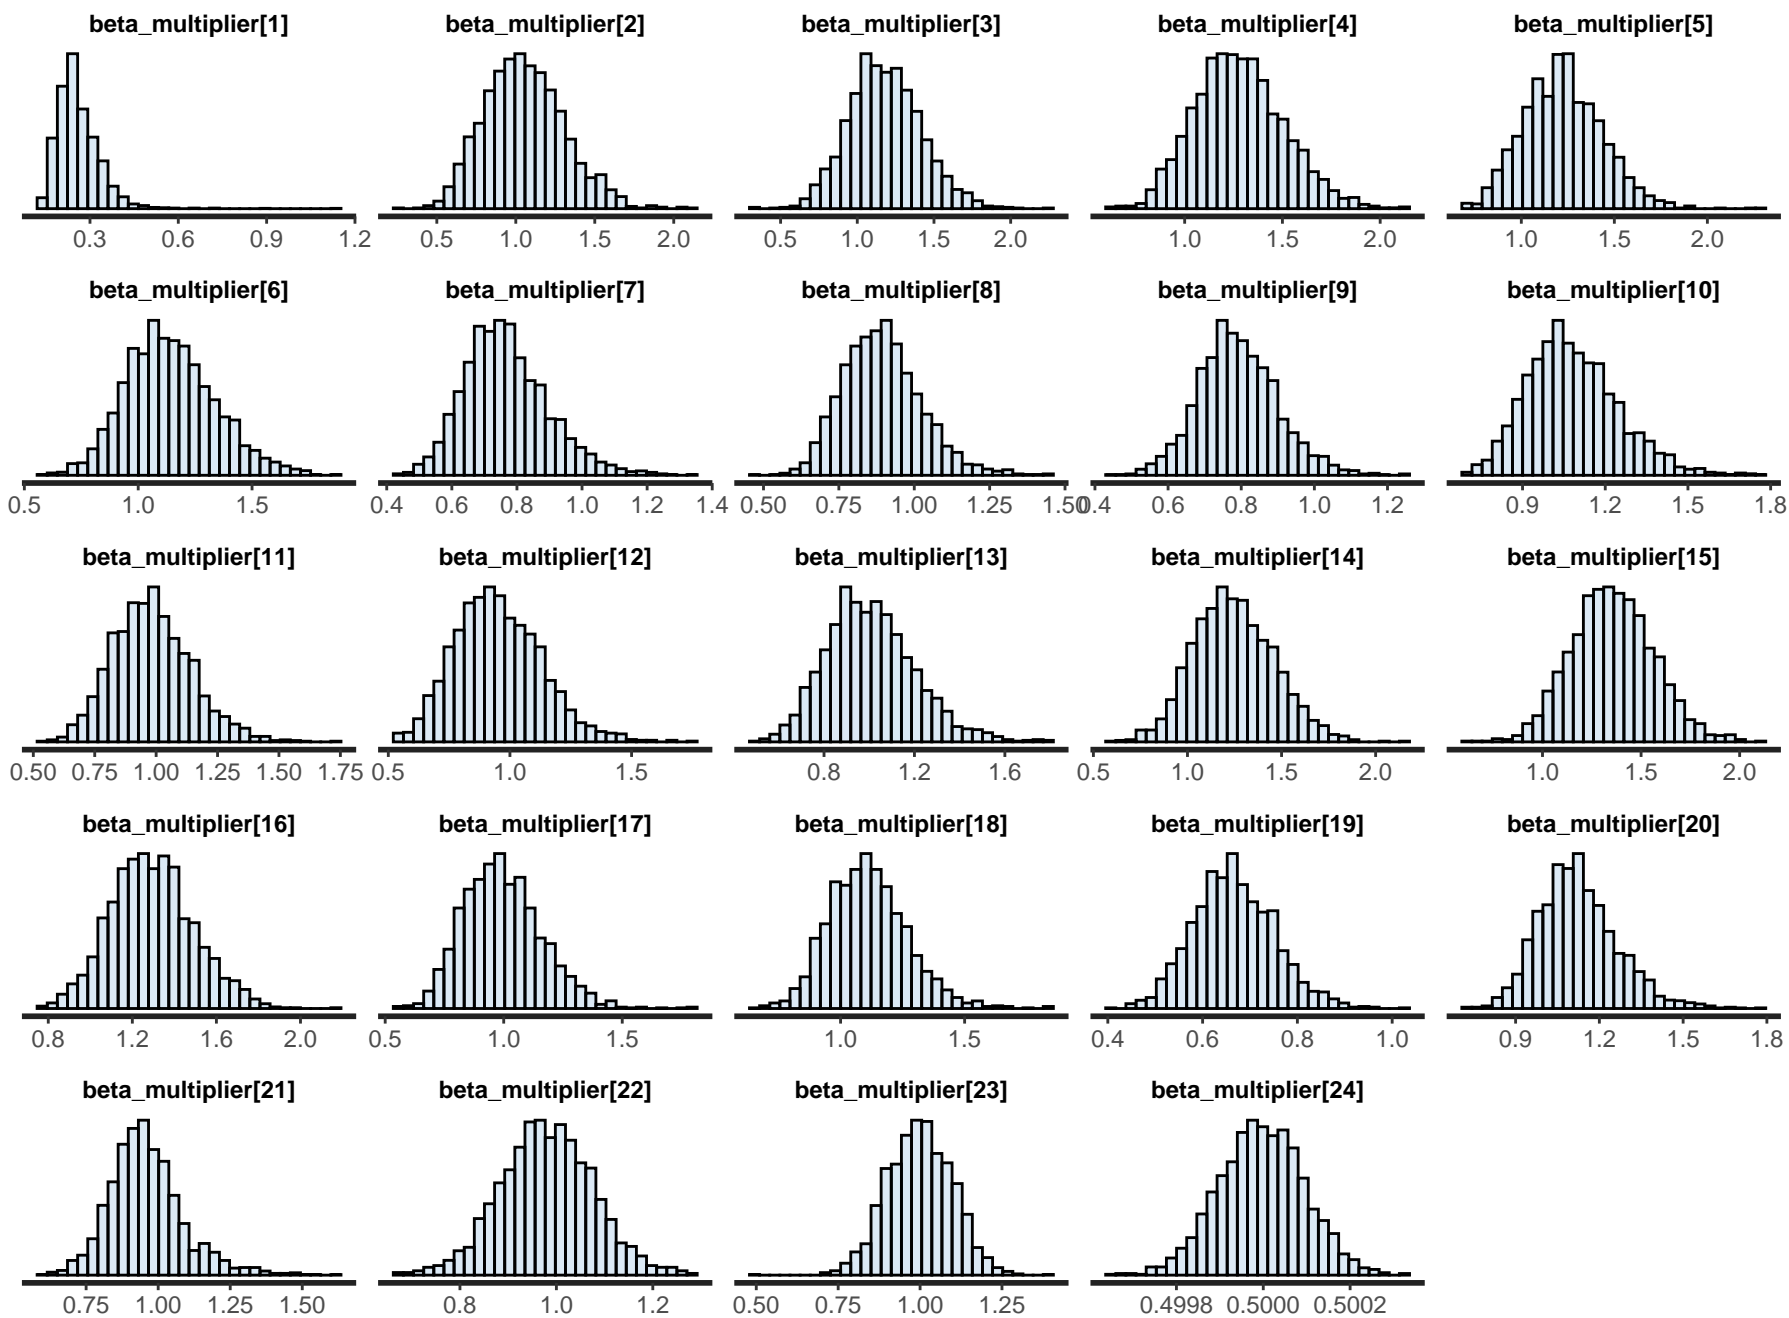 beta_multiplier[1] beta_multiplier[2] beta_multiplier[3] beta_multiplier[4] beta_multiplier[5]
0.3 0.6 0.9 1.2 0.5 1.0 1.5 2.0 0.5 1.0 1.5 2.0 1.0 1.5 2.0 1.0 1.5 2.0
beta_multiplier[6] beta_multiplier[7] beta_multiplier[8] beta_multiplier[9] beta_multiplier[10]
0.5 1.0 1.5 0.4 0.6 0.8 1.0 1.2 1.4 0.50 0.75 1.00 1.25 1.50 0.4 0.6 0.8 1.0 1.2 0.9 1.2 1.5 1.8
beta_multiplier[11] beta_multiplier[12] beta_multiplier[13] beta_multiplier[14] beta_multiplier[15]
0.50 0.75 1.00 1.25 1.50 1.75 0.5 1.0 1.5 0.8 1.2 1.6 0.5 1.0 1.5 2.0 1.0 1.5 2.0
beta_multiplier[16] beta_multiplier[17] beta_multiplier[18] beta_multiplier[19] beta_multiplier[20]
0.8 1.2 1.6 2.0 0.5 1.0 1.5 1.0 1.5 0.4 0.6 0.8 1.0 0.9 1.2 1.5 1.8
beta_multiplier[21] beta_multiplier[22] beta_multiplier[23] beta_multiplier[24]
0.75 1.00 1.25 1.50 0.8 1.0 1.2 0.50 0.75 1.00 1.25 0.4998 0.5000 0.5002